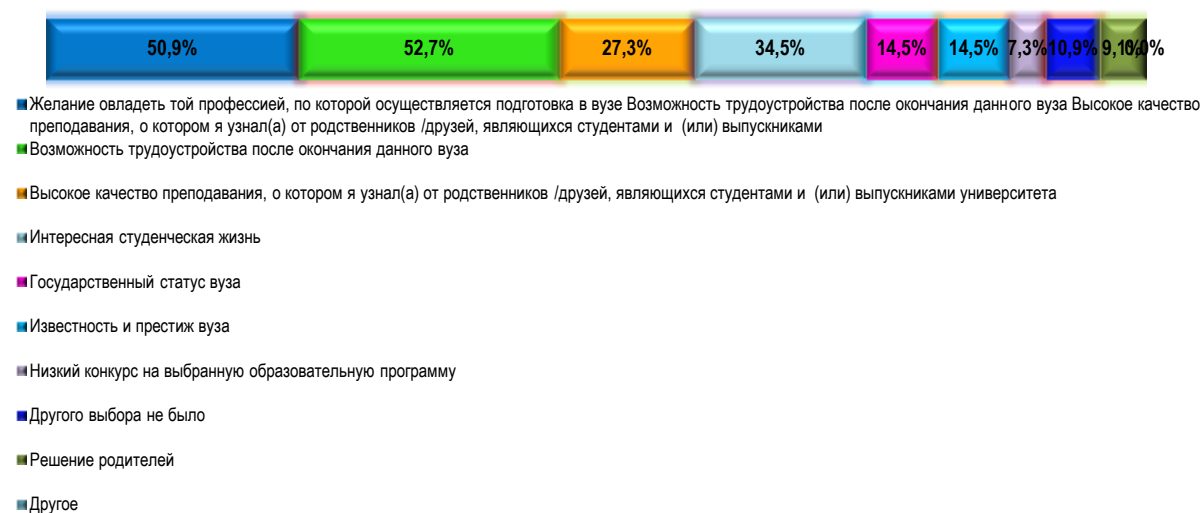 50,9% 52,7% 27,3% 34,5% 14,5% 14,5% 7,3% 10,9% 9,1% 0,0%
Желание овладеть той профессией, по которой осуществляется подготовка в вузе Возможность трудоустройства после окончания данного вуза Высокое качество
преподавания, о котором я узнал(а) от родственников /друзей, являющихся студентами и (или) выпускниками
Возможность трудоустройства после окончания данного вуза
Высокое качество преподавания, о котором я узнал(а) от родственников /друзей, являющихся студентами и (или) выпускниками университета
Интересная студенческая жизнь
Государственный статус вуза
Известность и престиж вуза
Низкий конкурс на выбранную образовательную программу
Другого выбора не было
Решение родителей
Другое